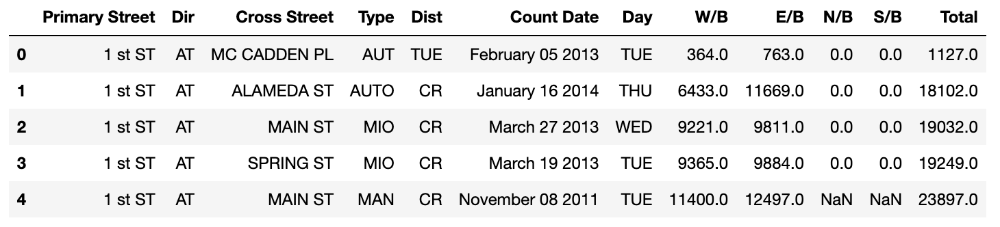 Primary Street Dir Cross Street Type Dist Count Date Day W/B E/B N/B S/B Total
0 1 st ST AT MC CADDEN PL AUT TUE February 05 2013 TUE 364.0 763.0 0.0 0.0 1127.0
1 1 st ST AT ALAMEDA ST AUTO CR January 16 2014 THU 6433.0 11669.0 0.0 0.0 18102.0
2 1 st ST AT MAIN ST MIO CR March 27 2013 WED 9221.0 9811.0 0.0 0.0 19032.0
3 1 st ST AT SPRING ST MIO CR March 19 2013 TUE 9365.0 9884.0 0.0 0.0 19249.0
4 1 st ST AT MAIN ST MAN CR November 08 2011 TUE 11400.0 12497.0 NaN NaN 23897.0